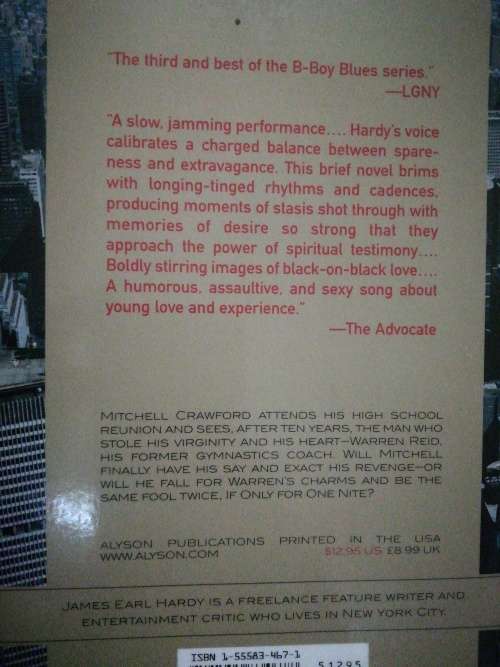 "The third and best of the B-Boy Blues series."
—LGNY
"A slow, jamming performance.... Hardy's voice
calibrates a charged balance between spare-
ness and extravagance. This brief novel brims
with longing-tinged rhythms and cadences,
producing moments of stasis shot through with
memories of desire so strong that they
approach the power of spiritual testimony....
Boldly stirring images of black-on-black love....
A humorous, assaultive, and sexy song about
young love and experience."
—The Advocate
MITCHELL CRAWFORD ATTENDS HIS HIGH SCHOOL
REUNION AND SEES, AFTER TEN YEARS, THE MAN WHO
STOLE HIS VIRGINITY AND HIS HEART—WARREN REID,
HIS FORMER GYMNASTICS COACH. WILL MITCHELL
FINALLY HAVE HIS SAY AND EXACT HIS REVENGE—OR
WILL HE FALL FOR WARREN'S CHARMS AND BE THE
SAME FOOL TWICE, IF ONLY FOR ONE NITE?
ALYSON PUBLICATIONS PRINTED IN THE USA
WWW.ALYSON.COM $12.95 US £8.99 UK
JAMES EARL HARDY IS A FREELANCE FEATURE WRITER AND
ENTERTAINMENT CRITIC WHO LIVES IN NEW YORK CITY.
ISBN 1-55583-467-1
51295